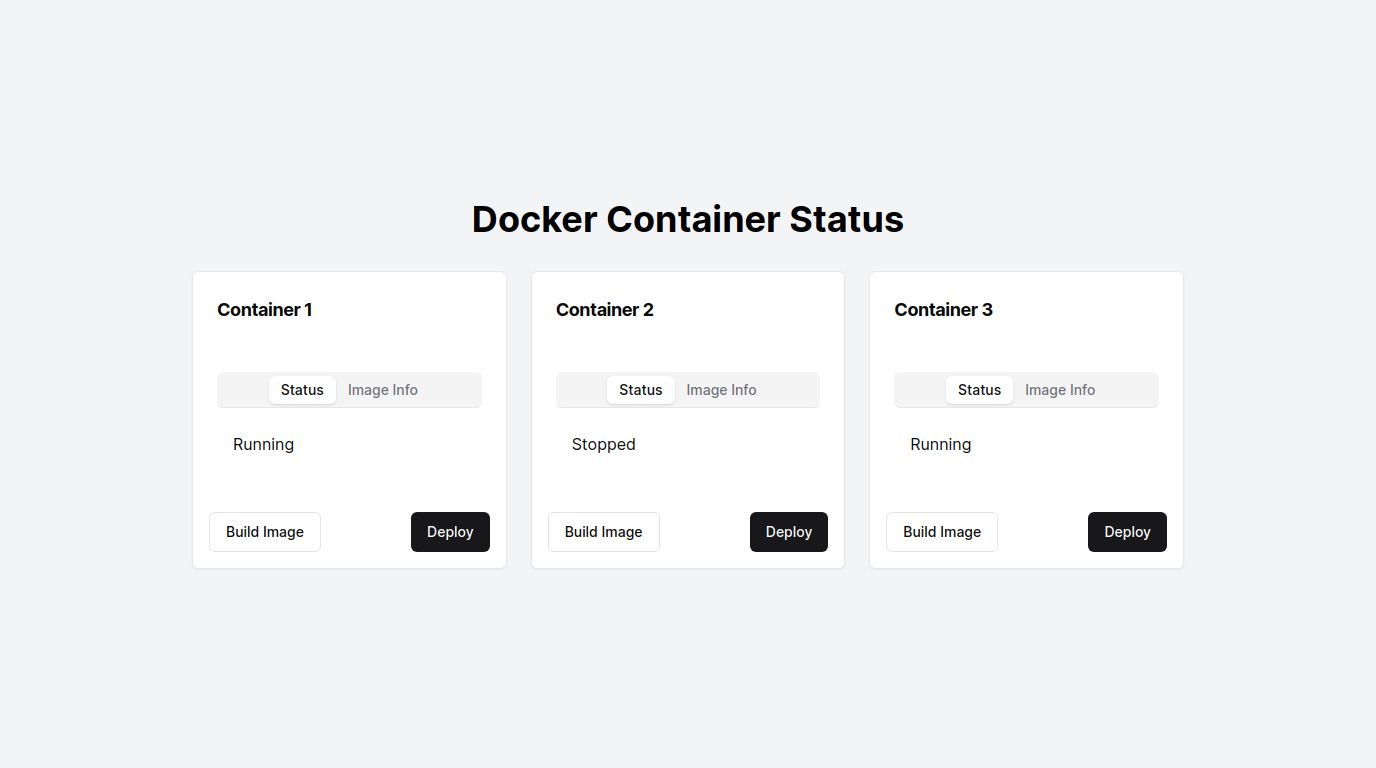 Docker Container Status
Container 1
Status Image Info
Running
Build Image Deploy
Container 2
Status Image Info
Stopped
Build Image Deploy
Container 3
Status Image Info
Running
Build Image Deploy